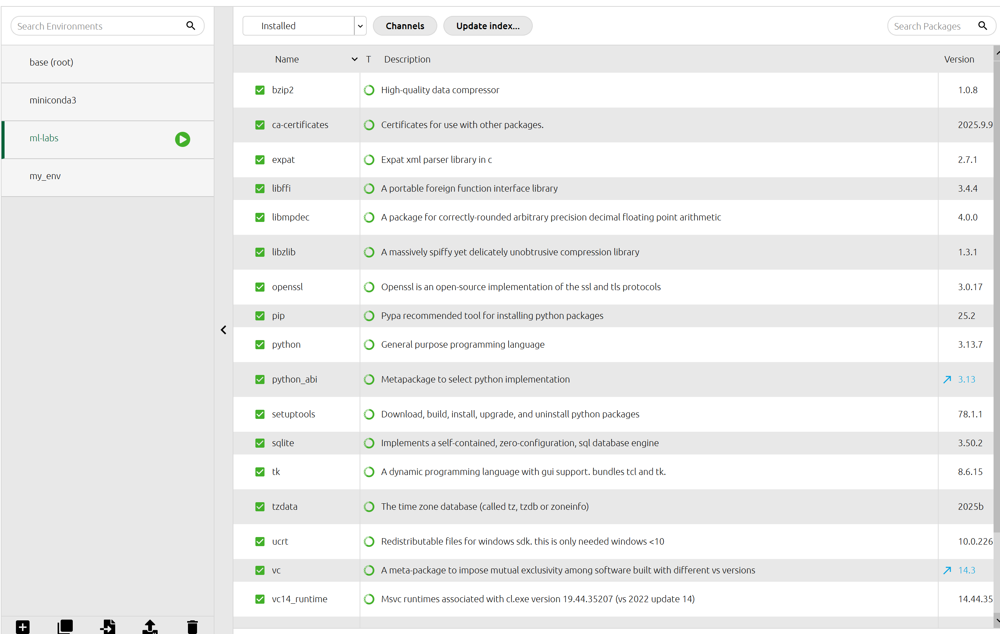 Search Environments
Installed
Channels
Update index...
Search Packages
base (root)
miniconda3
ml-labs
my_env
Name T Description Version
bzip2 High-quality data compressor 1.0.8
ca-certificates Certificates for use with other packages. 2025.9.9
expat Expat xml parser library in c 2.7.1
libffi A portable foreign function interface library 3.4.4
libmpdec A package for correctly-rounded arbitrary precision decimal floating point arithmetic 4.0.0
libzlib A massively spiffy yet delicately unobtrusive compression library 1.3.1
openssl Openssl is an open-source implementation of the ssl and tls protocols 3.0.17
pip Pypa recommended tool for installing python packages 25.2
python General purpose programming language 3.13.7
python_abi Metapackage to select python implementation 3.13
setuptools Download, build, install, upgrade, and uninstall python packages 78.1.1
sqlite Implements a self-contained, zero-configuration, sql database engine 3.50.2
tk A dynamic programming language with gui support. bundles tcl and tk. 8.6.15
tzdata The time zone database (called tz, tzdb or zoneinfo) 2025b
ucrt Redistributable files for windows sdk. this is only needed windows <10 10.0.226
vc A meta-package to impose mutual exclusivity among software built with different vs versions 14.3
vc14_runtime Msvc runtimes associated with cl.exe version 19.44.35207 (vs 2022 update 14) 14.44.35